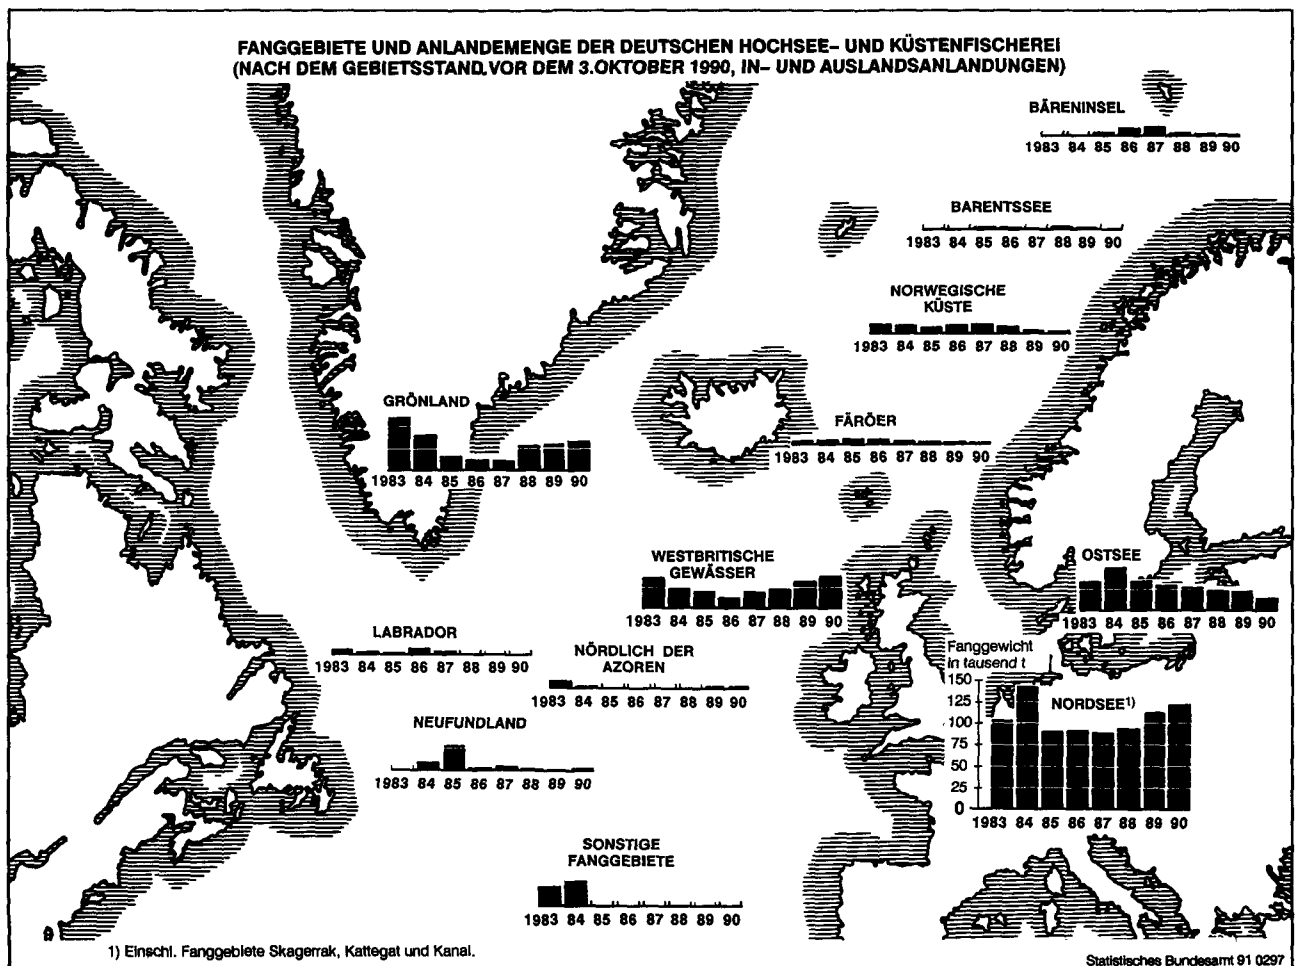 FANGGEBIETE UND ANLANDEMENGE DER DEUTSCHEN HOCHSEE- UND KÜSTENFISCHEREI
(NACH DEM GEBIETSSTAND VOR DEM 3.OKTOBER 1990, IN- UND AUSLANDSANLANDUNGEN)
BÄRENINSEL
1983 84 85 86 87 88 89 90
BARENTSSEE
1983 84 85 86 87 88 89 90
NORWEGISCHE
KÜSTE
1983 84 85 86 87 88 89 90
GRÖNLAND
1983 84 85 86 87 88 89 90
FÄRÖER
1983 84 85 86 87 88 89 90
WESTBRITISCHE
GEWÄSSER
1983 84 85 86 87 88 89 90
OSTSEE
1983 84 85 86 87 88 89 90
LABRADOR
1983 84 85 86 87 88 89 90
NÖRDLICH DER
AZOREN
1983 84 85 86 87 88 89 90
Fanggewicht
in tausend t
150
125
100
75
50
25
0
NORDSEE¹⁾
1983 84 85 86 87 88 89 90
NEUFUNDLAND
1983 84 85 86 87 88 89 90
SONSTIGE
FANGGEBIETE
1983 84 85 86 87 88 89 90
1) Einschl. Fanggebiete Skagerrak, Kattegat und Kanal.
Statistisches Bundesamt 91 0297